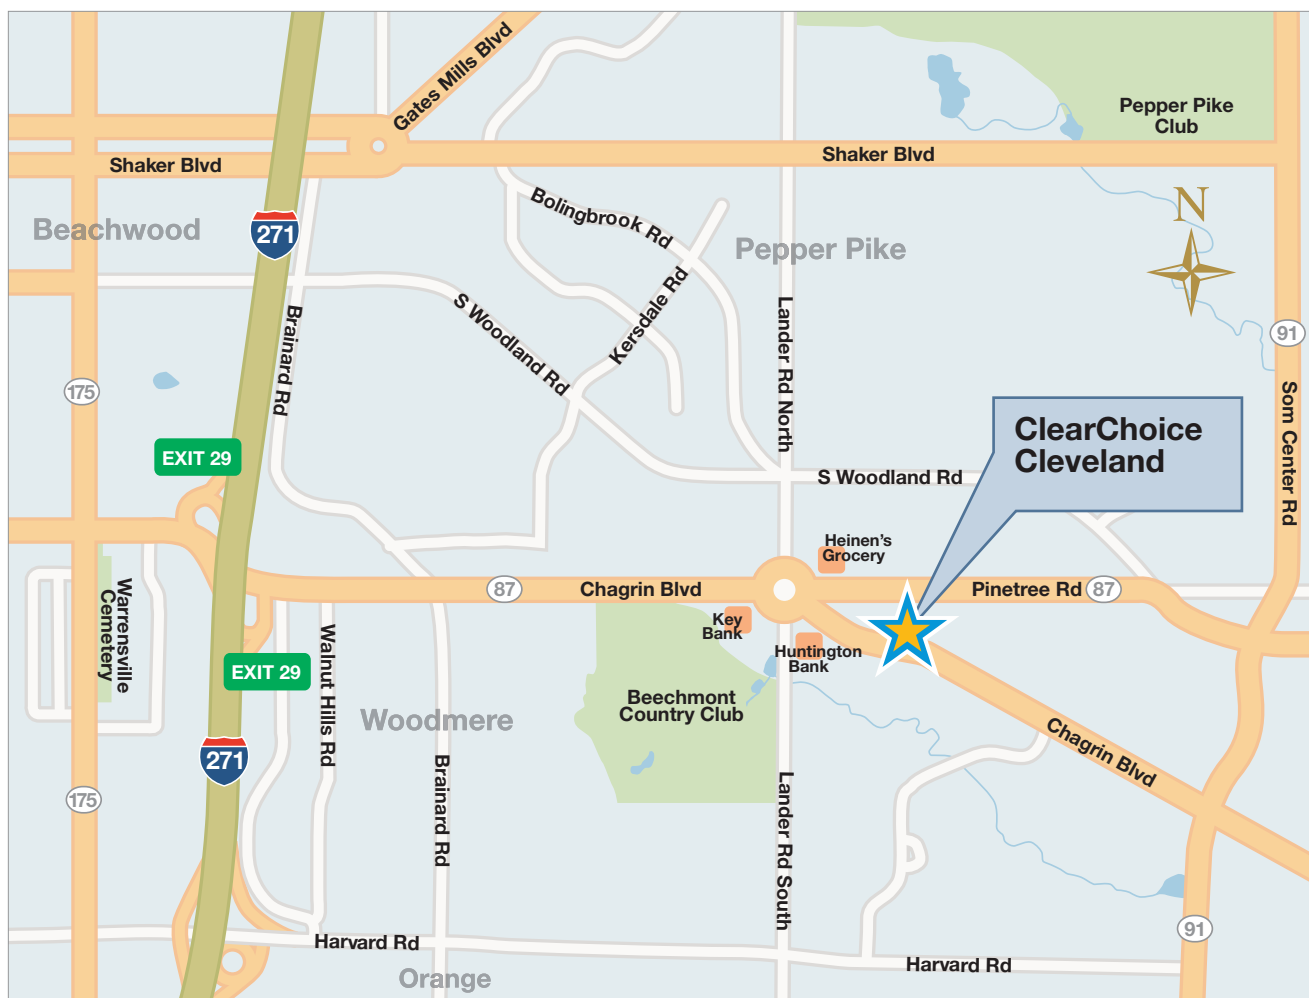 Gates Mills Blvd
Pepper Pike
Club
Shaker Blvd
Shaker Blvd
N
Beachwood
271
Bolingbrook Rd
Pepper Pike
Kersdale Rd
S Woodland Rd
Brainard Rd
Lander Rd North
91
175
Som Center Rd
ClearChoice
Cleveland
EXIT 29
S Woodland Rd
Heinen's
Grocery
87
Chagrin Blvd
Pinetree Rd
87
Warrensville
Cemetery
Key
Bank
Huntington
Bank
EXIT 29
Walnut Hills Rd
Beechmont
Country Club
Woodmere
271
Chagrin Blvd
175
Brainard Rd
Lander Rd South
91
Harvard Rd
Harvard Rd
Orange